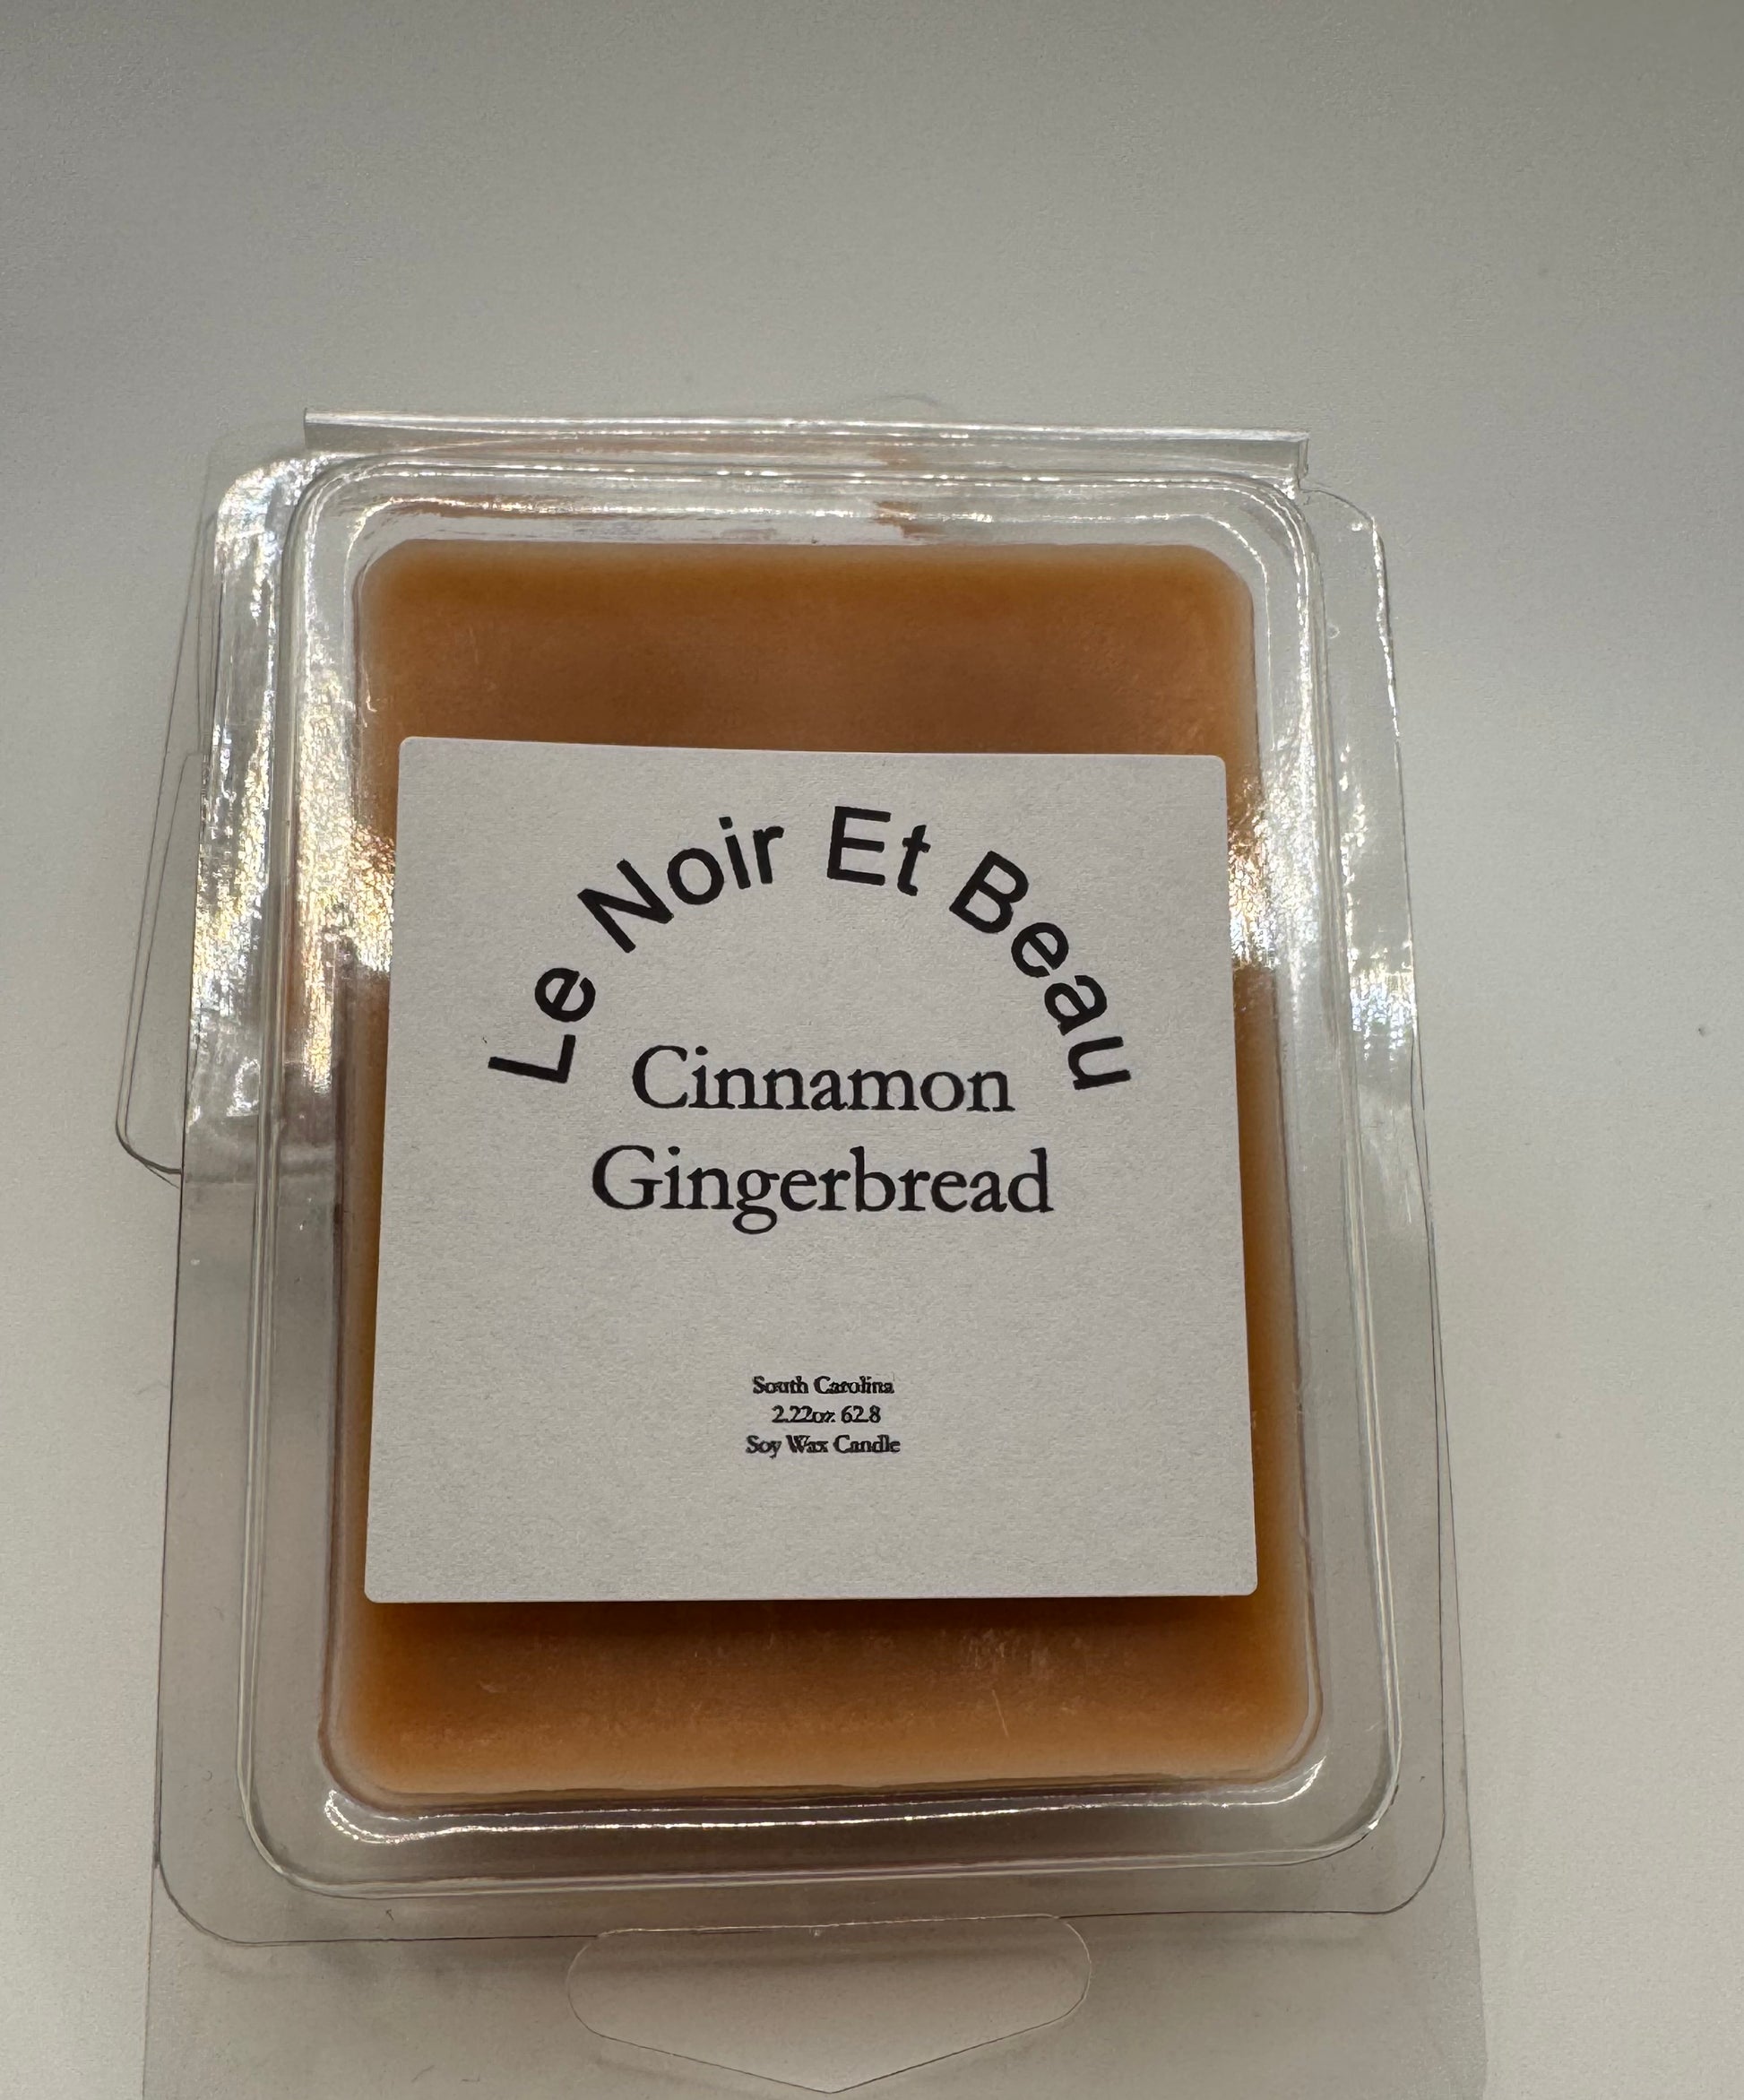 Le Noir Et Beau
Cinnamon
Gingerbread
South Carolina
2.22oz 62.8
Soy Wax Candle